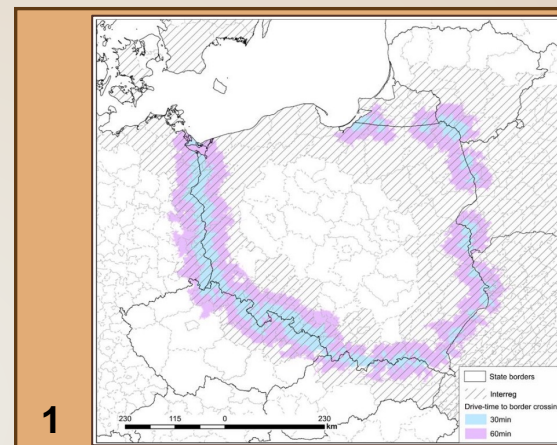 State borders
Interreg
Drive-time to border crossin
30min
60min
230 115 0 230
km
1